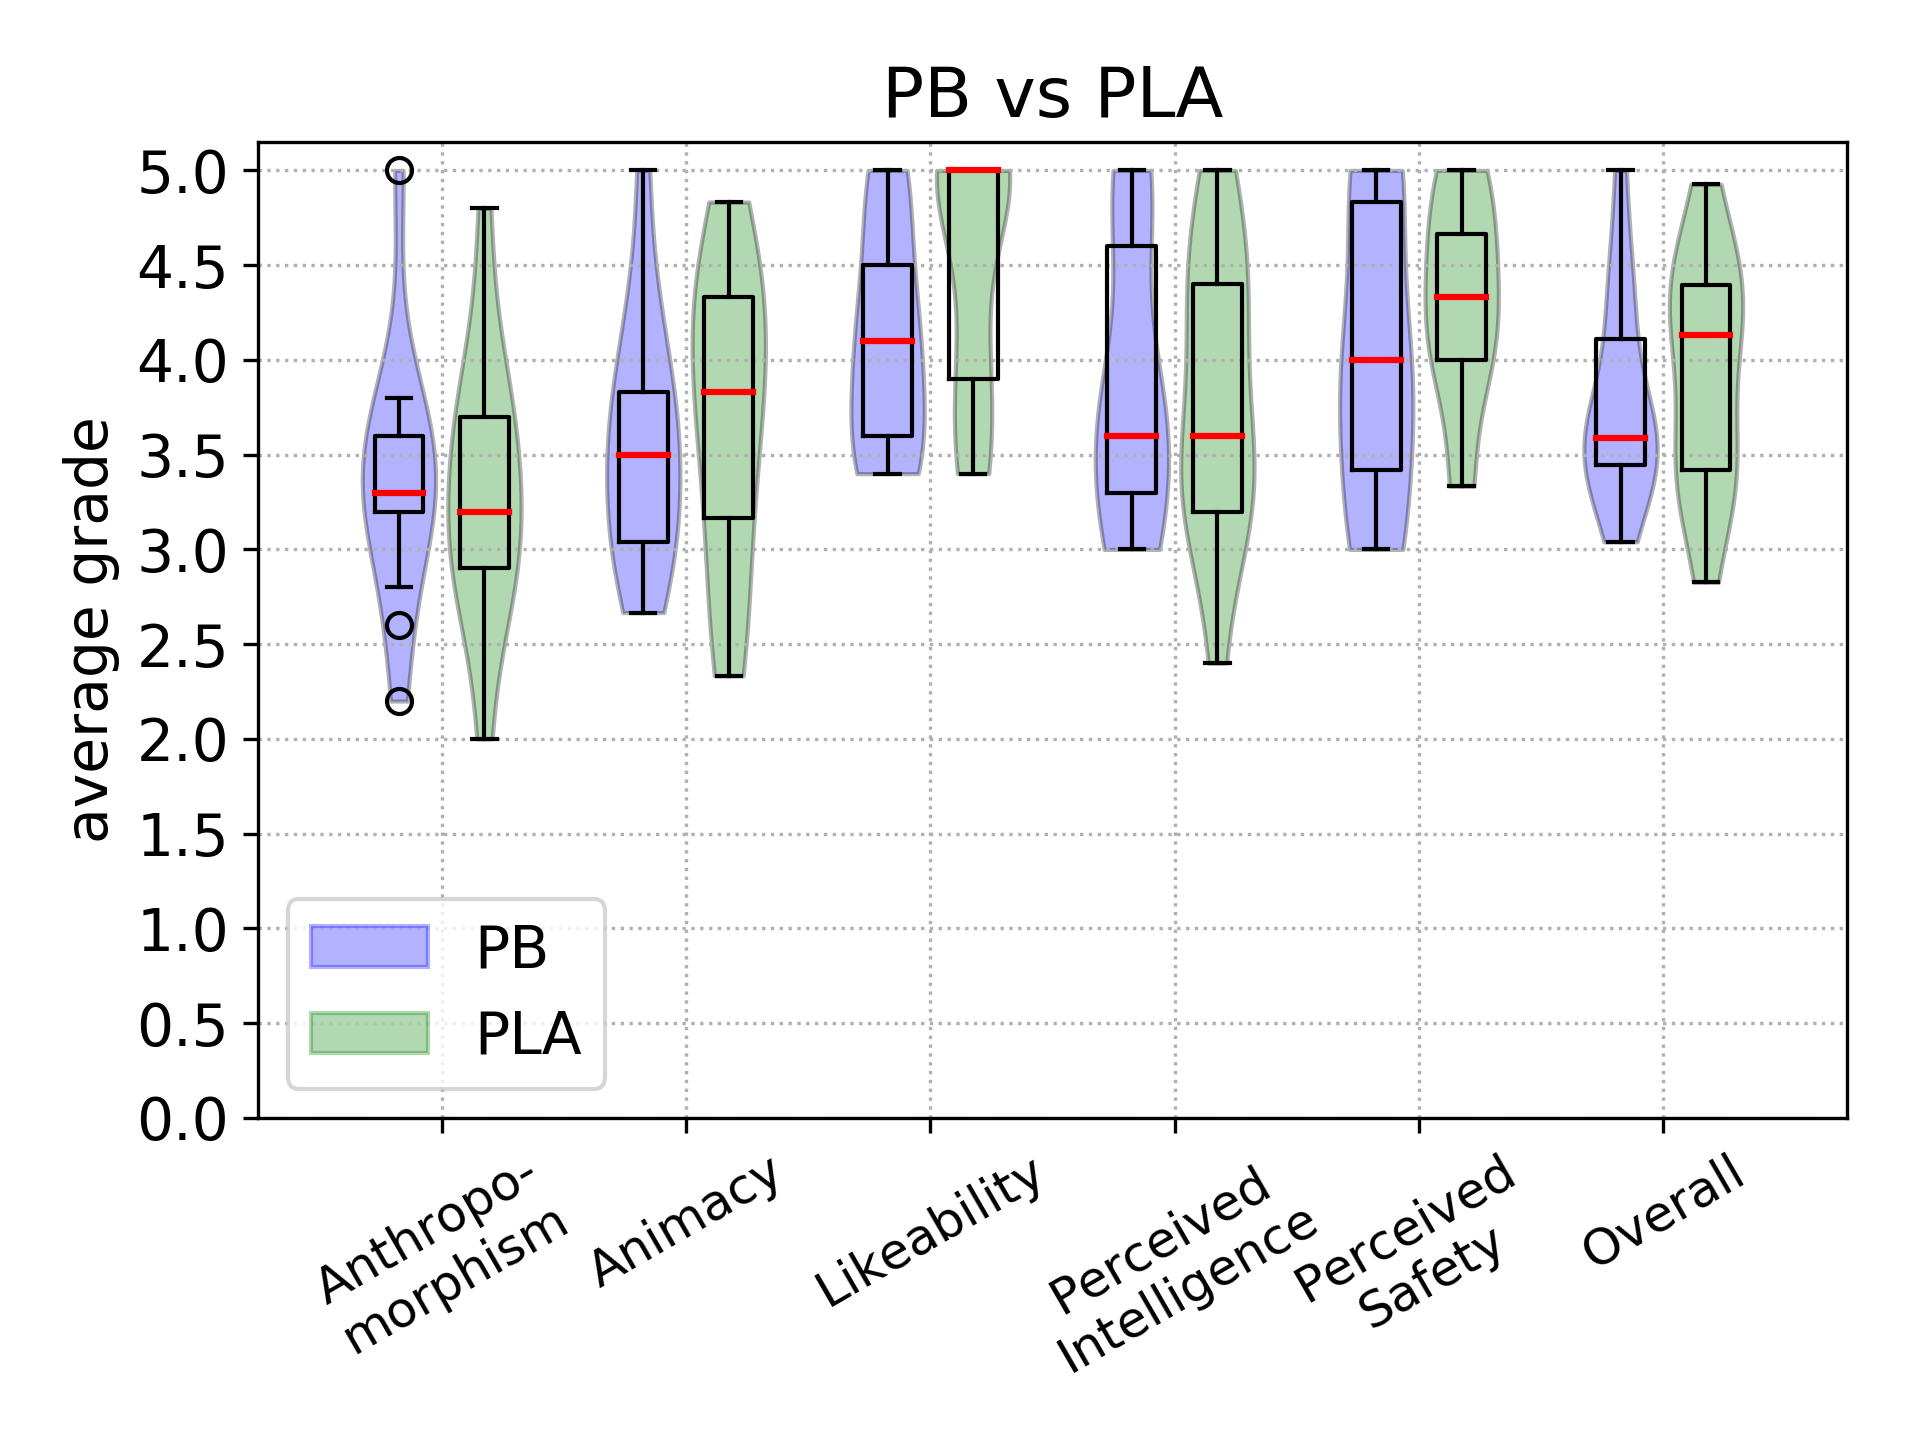 PB vs PLA
average grade
5.0
4.5
4.0
3.5
3.0
2.5
2.0
1.5
1.0
0.5
0.0
PB
PLA
Anthropo-
morphism
Animacy
Likeability
Perceived
Intelligence
Perceived
Safety
Overall